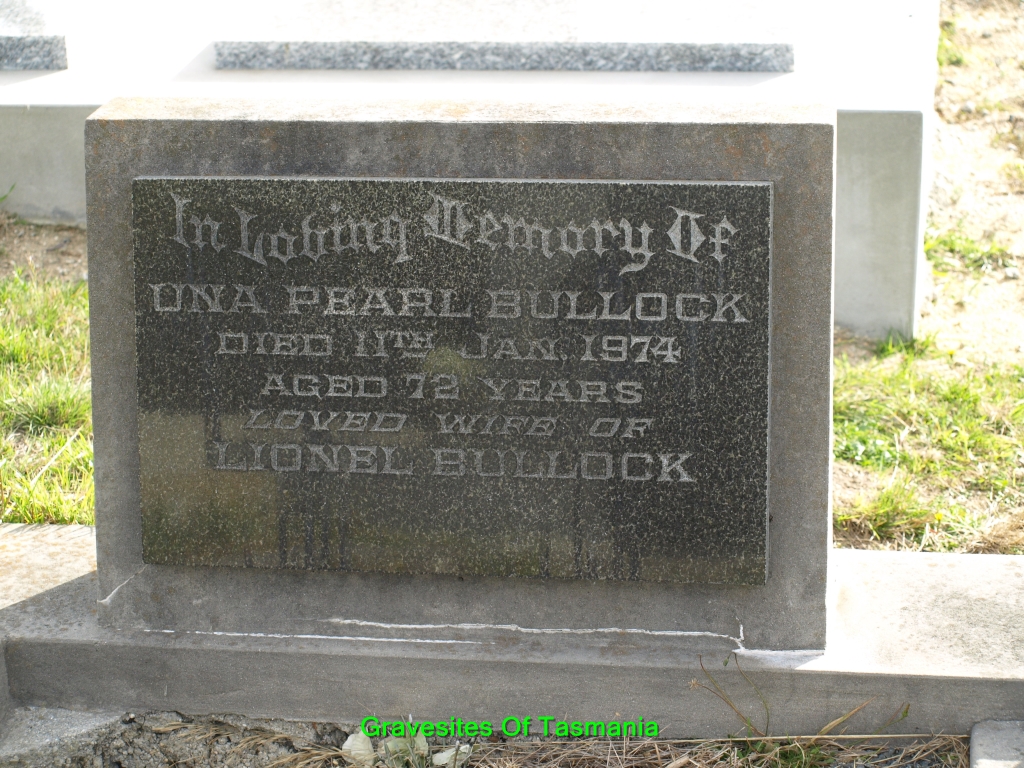 In Loving Memory Of
UNA PEARL BULLOCK
DIED 11TH JAN. 1974
AGED 72 YEARS
LOVED WIFE OF
LIONEL BULLOCK
Gravesites Of Tasmania